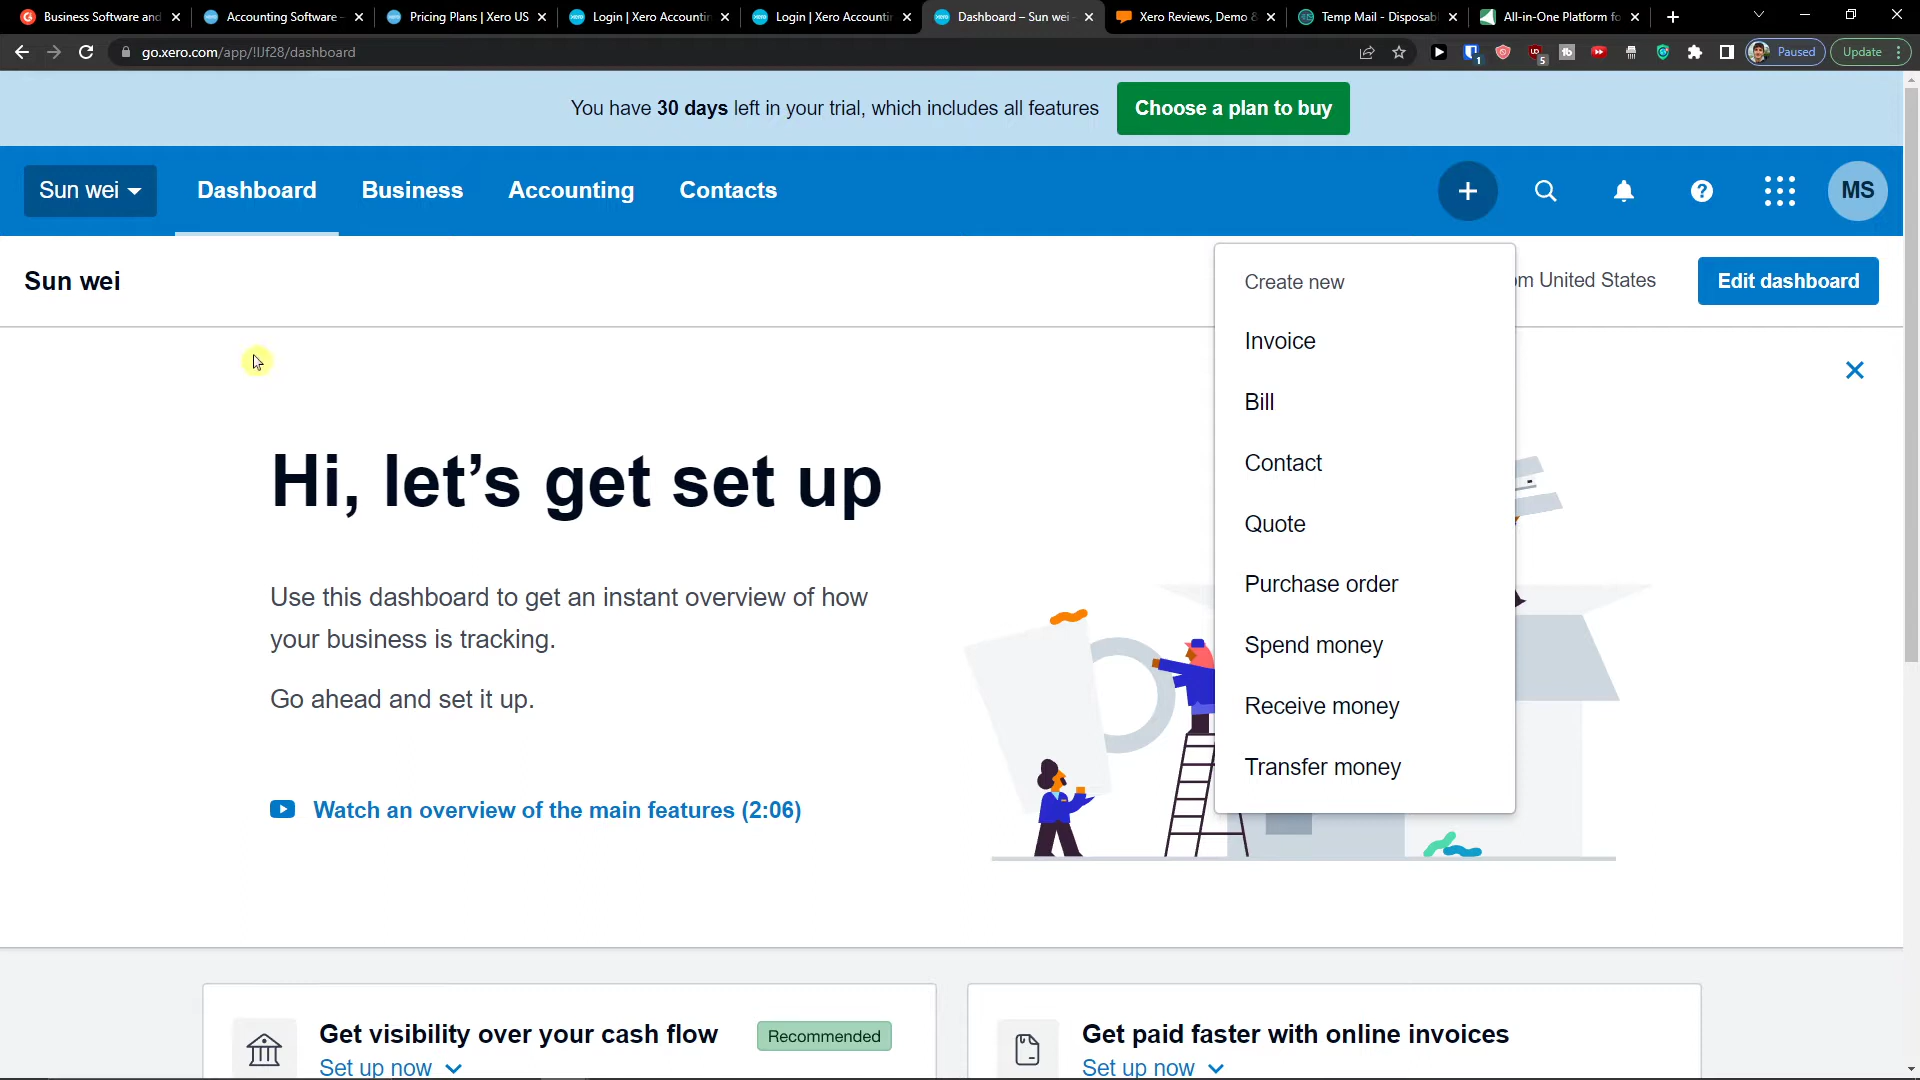 Business Software and
Accounting Software -
Pricing Plans | Xero US
Login | Xero Accountin
Login | Xero Accountin
Dashboard – Sun wei
Xero Reviews, Demo &
Temp Mail - Disposabl
All-in-One Platform fo
go.xero.com/app/!lJf28/dashboard
1
5
Paused
Update
You have 30 days left in your trial, which includes all features
Choose a plan to buy
Sun wei
Dashboard
Business
Accounting
Contacts
MS
Sun wei
om United States
Edit dashboard
Create new
Invoice
Bill
Contact
Quote
Purchase order
Spend money
Receive money
Transfer money
Hi, let’s get set up
Use this dashboard to get an instant overview of how
your business is tracking.
Go ahead and set it up.
Watch an overview of the main features (2:06)
Get visibility over your cash flow
Recommended
Set up now
Get paid faster with online invoices
Set up now